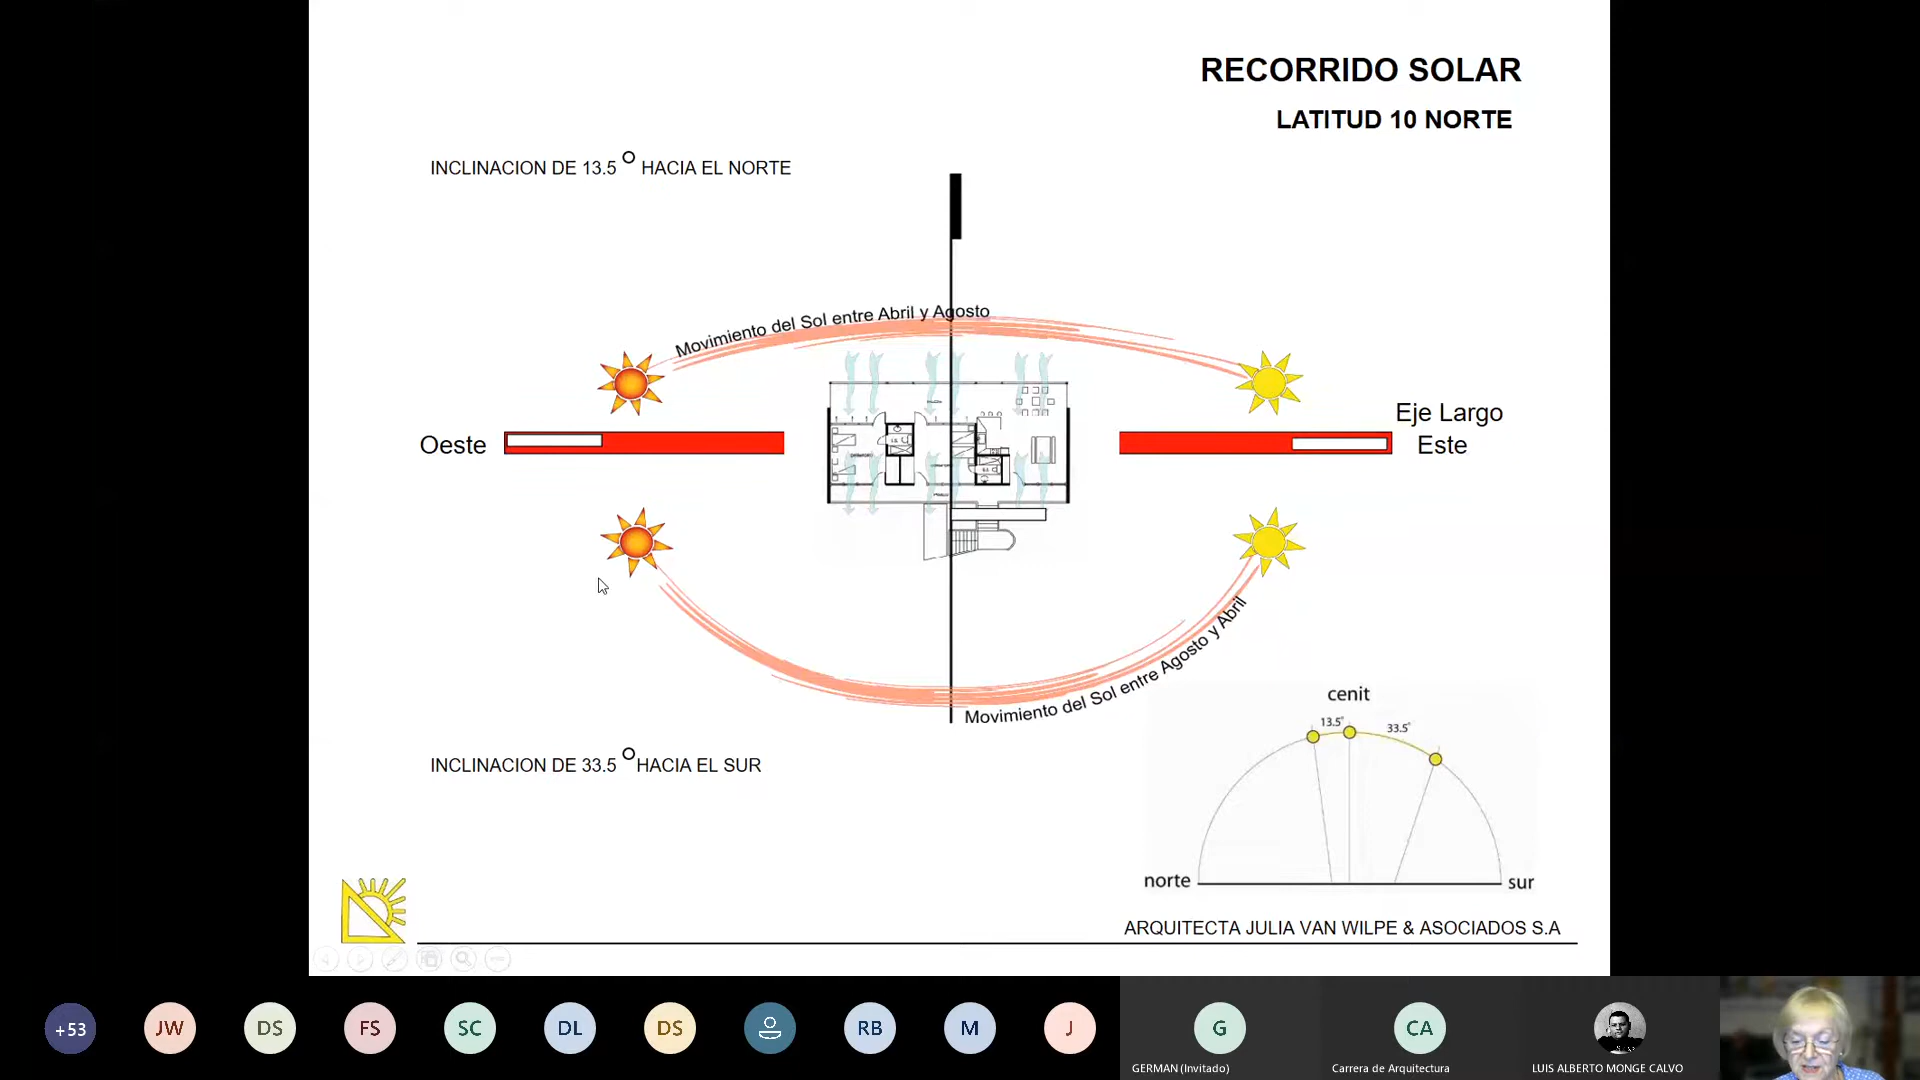 RECORRIDO SOLAR
LATITUD 10 NORTE
INCLINACION DE 13.5 ° HACIA EL NORTE
Movimiento del Sol entre Abril y Agosto
Eje Largo
Oeste
Este
Movimiento del Sol entre Agosto y Abril
cenit
13.5°
33.5°
INCLINACION DE 33.5 ° HACIA EL SUR
norte
sur
ARQUITECTA JULIA VAN WILPE & ASOCIADOS S.A
+53
JW
DS
FS
SC
DL
DS
RB
M
J
G
CA
GERMAN (Invitado)
Carrera de Arquitectura
LUIS ALBERTO MONGE CALVO